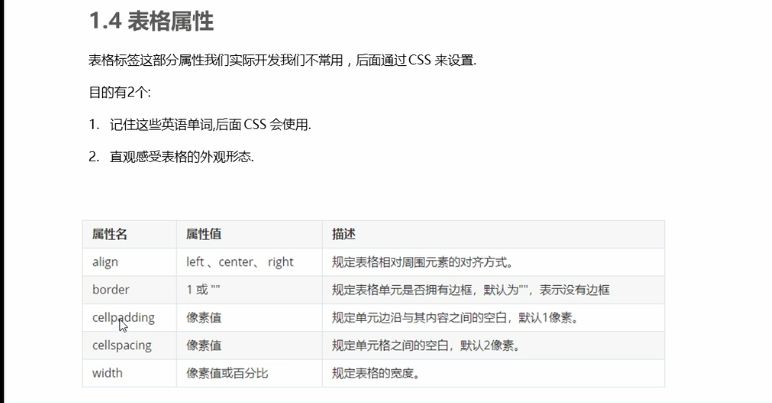 1.4 表格属性
表格标签这部分属性我们实际开发我们不常用，后面通过 CSS 来设置.
目的有2个:
1. 记住这些英语单词,后面 CSS 会使用.
2. 直观感受表格的外观形态.
属性名 属性值 描述
align left 、center、 right 规定表格相对周围元素的对齐方式。
border 1 或 "" 规定表格单元是否拥有边框，默认为""，表示没有边框
cellpadding 像素值 规定单元边沿与其内容之间的空白，默认1像素。
cellspacing 像素值 规定单元格之间的空白，默认2像素。
width 像素值或百分比 规定表格的宽度。